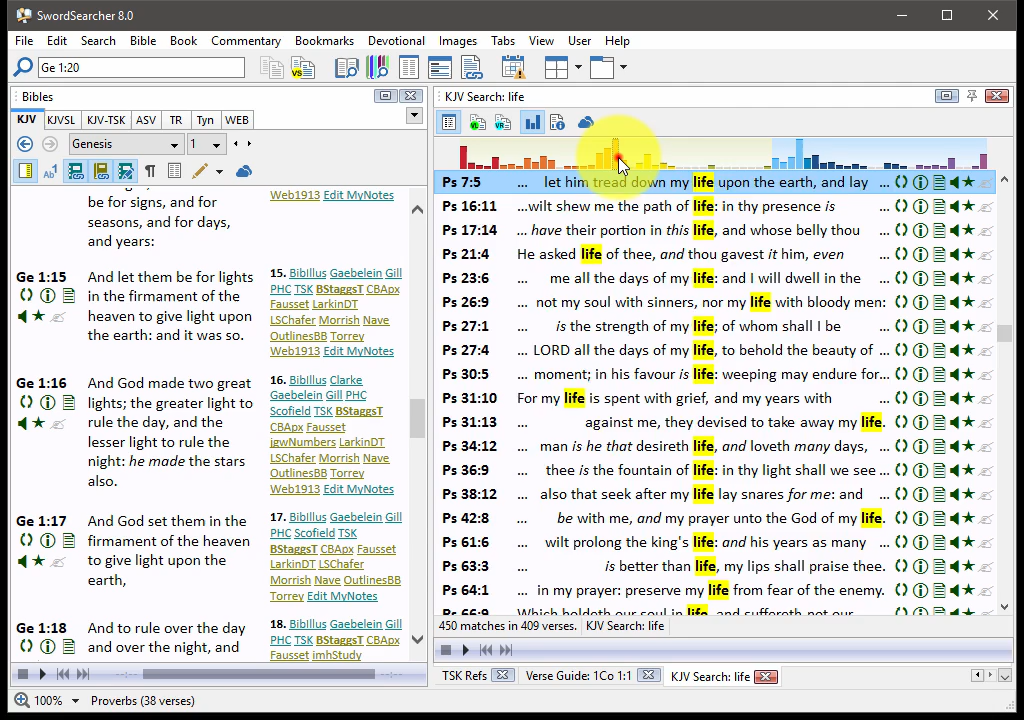 SwordSearcher 8.0
File Edit Search Bible Book Commentary Bookmarks Devotional Images Tabs View User Help
Ge 1:20
VS
Bibles
KJV KJVSL KJV-TSK ASV TR Tyn WEB
Genesis 1
be for signs, and for
seasons, and for days,
and years:
Web1913 Edit MyNotes
Ge 1:15 And let them be for lights
in the firmament of the
heaven to give light upon
the earth: and it was so.
15. BibIllus Gaebelein Gill
PHC TSK BStaggsT CBApx
Fausset LarkinDT
LSChafer Morrish Nave
OutlinesBB Torrey
Web1913 Edit MyNotes
Ge 1:16 And God made two great
lights; the greater light to
rule the day, and the
lesser light to rule the
night: he made the stars
also.
16. BibIllus Clarke
Gaebelein Gill PHC
Scofield TSK BStaggsT
CBApx Fausset
jgwNumbers LarkinDT
LSChafer Morrish Nave
OutlinesBB Torrey
Web1913 Edit MyNotes
Ge 1:17 And God set them in the
firmament of the heaven
to give light upon the
earth,
17. BibIllus Gaebelein Gill
PHC Scofield TSK
BStaggsT CBApx Fausset
LarkinDT LSChafer
Morrish Nave OutlinesBB
Torrey Edit MyNotes
Ge 1:18 And to rule over the day
and over the night, and
18. BibIllus Gaebelein Gill
PHC TSK BStaggsT CBApx
Fausset imhStudy
100% Proverbs (38 verses)
KJV Search: life
Ps 7:5 ... let him tread down my life upon the earth, and lay ...
Ps 16:11 ...wilt shew me the path of life: in thy presence is ...
Ps 17:14 ... have their portion in this life, and whose belly thou ...
Ps 21:4 He asked life of thee, and thou gavest it him, even ...
Ps 23:6 me all the days of my life: and I will dwell in the ...
Ps 26:9 not my soul with sinners, nor my life with bloody men:
Ps 27:1 ... is the strength of my life; of whom shall I be ...
Ps 27:4 ... LORD all the days of my life, to behold the beauty of ...
Ps 30:5 ... moment; in his favour is life: weeping may endure for...
Ps 31:10 For my life is spent with grief, and my years with ...
Ps 31:13 ... against me, they devised to take away my life.
Ps 34:12 ... man is he that desireth life, and loveth many days, ...
Ps 36:9 ... thee is the fountain of life: in thy light shall we see ...
Ps 38:12 ... also that seek after my life lay snares for me: and ...
Ps 42:8 ... be with me, and my prayer unto the God of my life.
Ps 61:6 ... wilt prolong the king's life: and his years as many ...
Ps 63:3 ... is better than life, my lips shall praise thee.
Ps 64:1 ... in my prayer: preserve my life from fear of the enemy.
Ps 66:9 Which holdeth our soul in life, and suffereth not our ...
450 matches in 409 verses. KJV Search: life
TSK Refs Verse Guide: 1Co 1:1 KJV Search: life